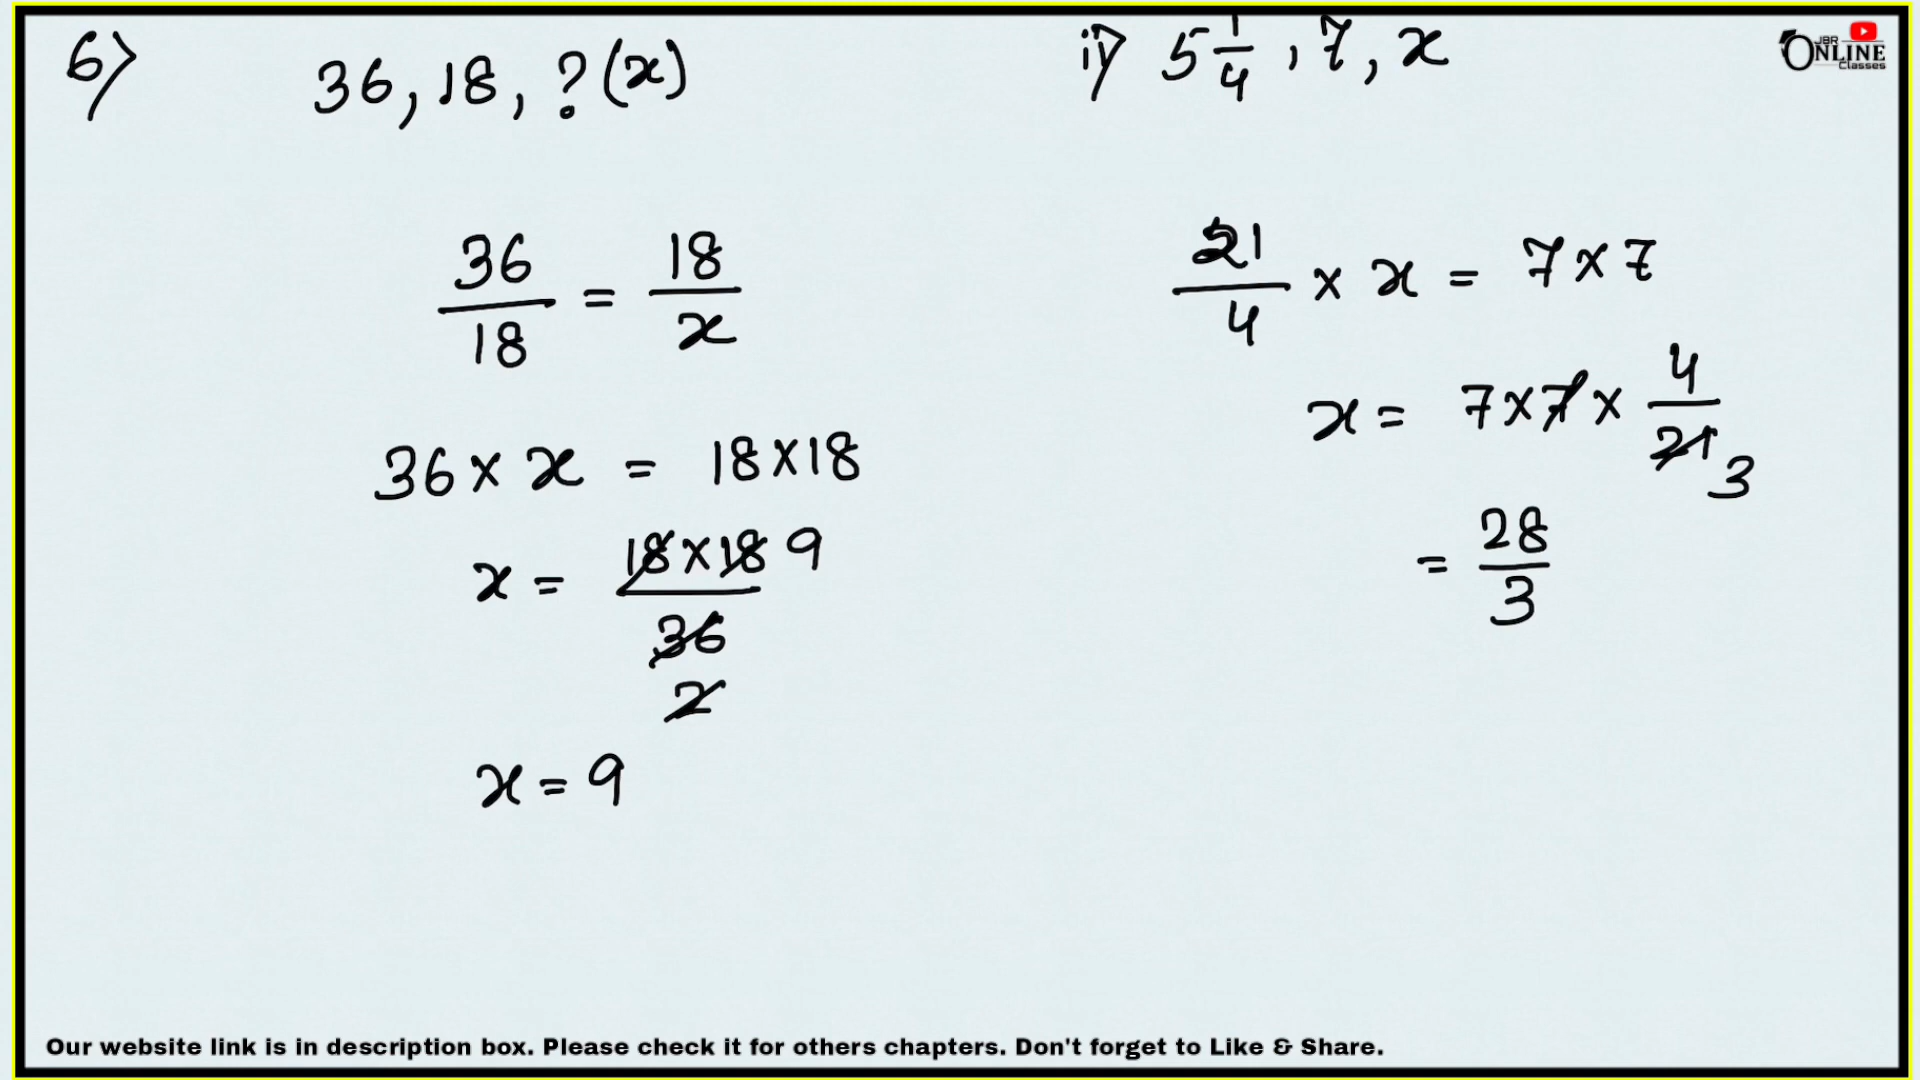 6) 36, 18, ? (x)
36/18 = 18/x
36 × x = 18 × 18
x = 18 × 18 9 / 36 2
x = 9
i) 5 1/4 , 7, x
21/4 × x = 7 × 7
x = 7 × 7 × 4/21 3
= 28/3
JBR
ONLINE
Classes
Our website link is in description box. Please check it for others chapters. Don't forget to Like & Share.